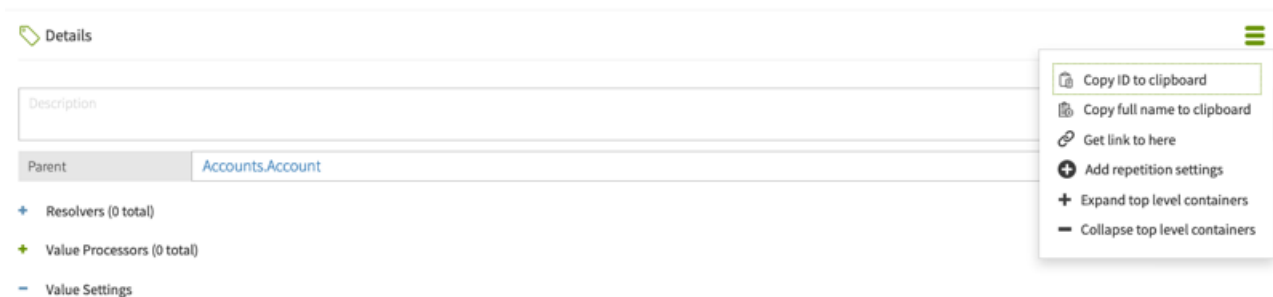 Details
Description
Parent Accounts.Account
+ Resolvers (0 total)
+ Value Processors (0 total)
− Value Settings
Copy ID to clipboard
Copy full name to clipboard
Get link to here
Add repetition settings
Expand top level containers
Collapse top level containers